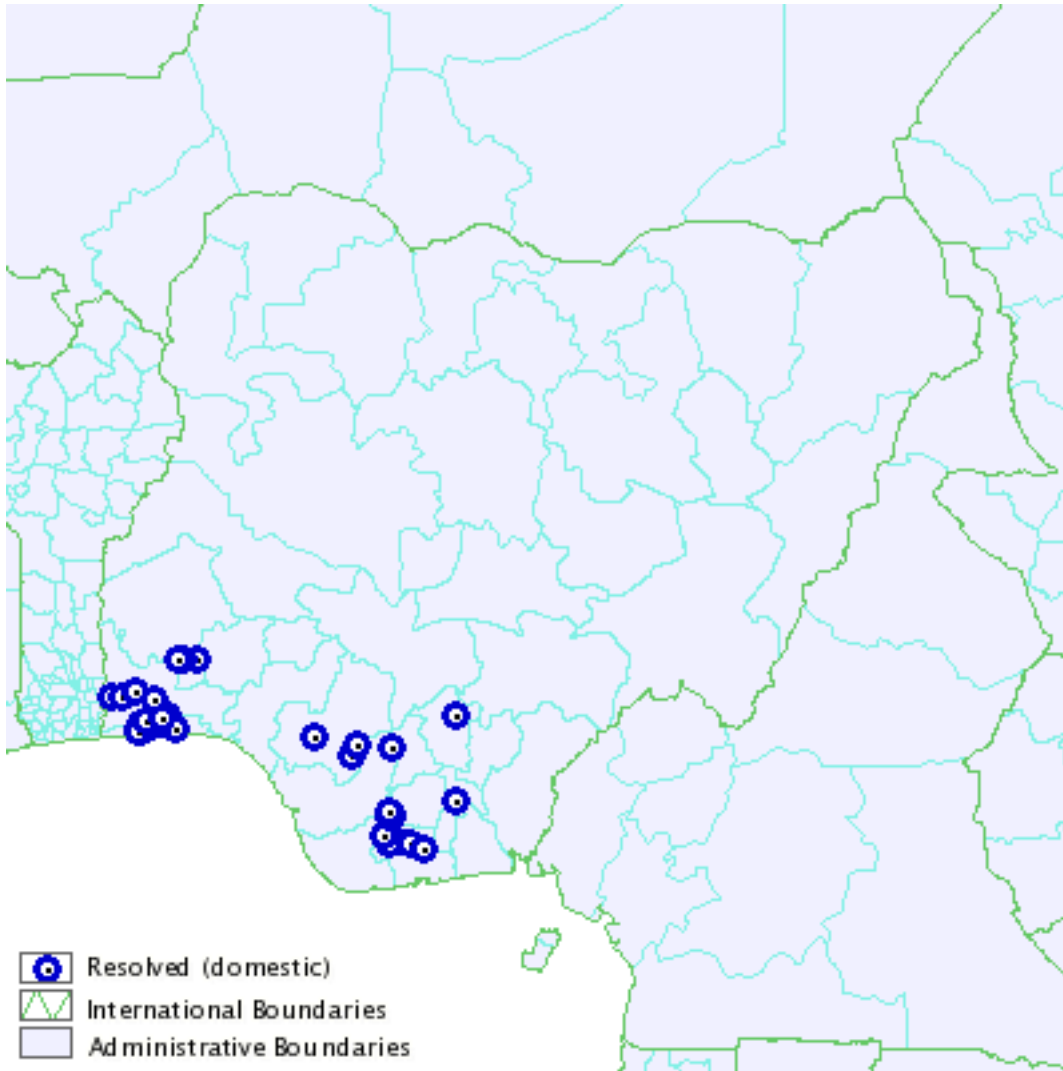 Resolved (domestic)
International Boundaries
Administrative Boundaries